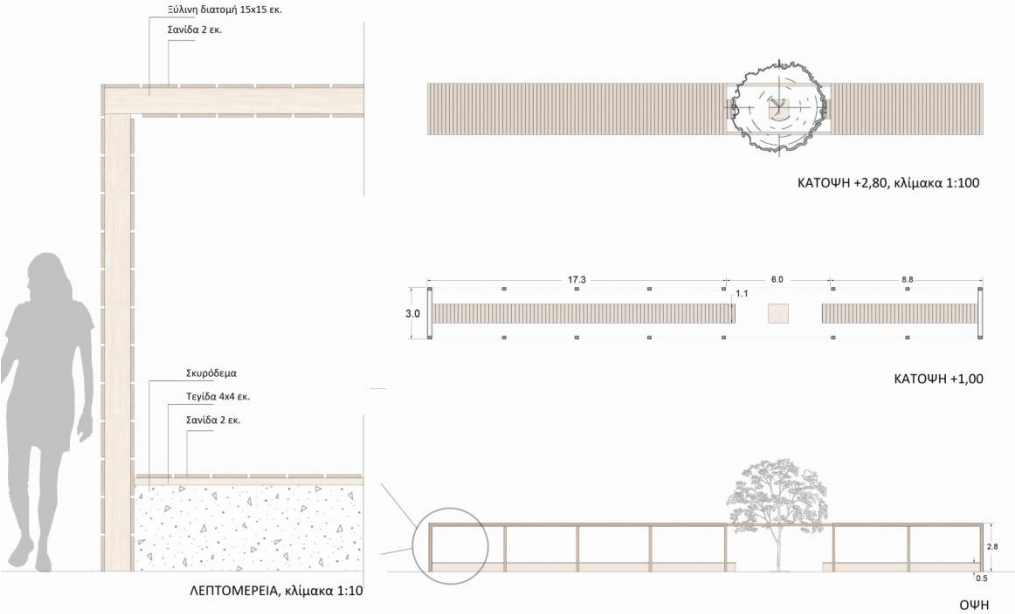 Ξύλινη διατομή 15x15 εκ.
Σανίδα 2 εκ.
Σκυρόδεμα
Τεγίδα 4x4 εκ.
Σανίδα 2 εκ.
ΛΕΠΤΟΜΕΡΕΙΑ, κλίμακα 1:10
ΚΑΤΟΨΗ +2,80, κλίμακα 1:100
17.3
6.0
8.8
1.1
3.0
ΚΑΤΟΨΗ +1,00
2.8
0.5
ΟΨΗ